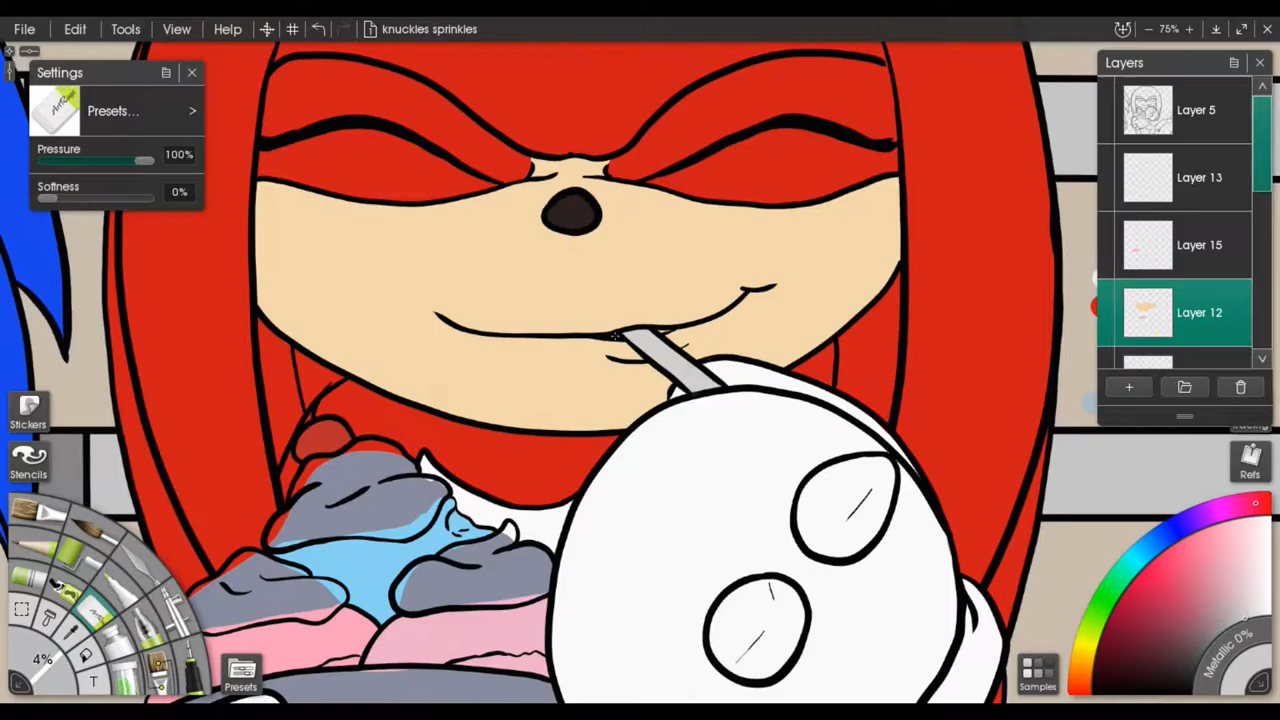 File Edit Tools View Help knuckles sprinkles 75%
Settings
Presets... >
Pressure 100%
Softness 0%
Layers
Layer 5
Layer 13
Layer 15
Layer 12
Stickers
Stencils
Refs
4%
T
Presets
Samples
Metallic 0%
ArtRage